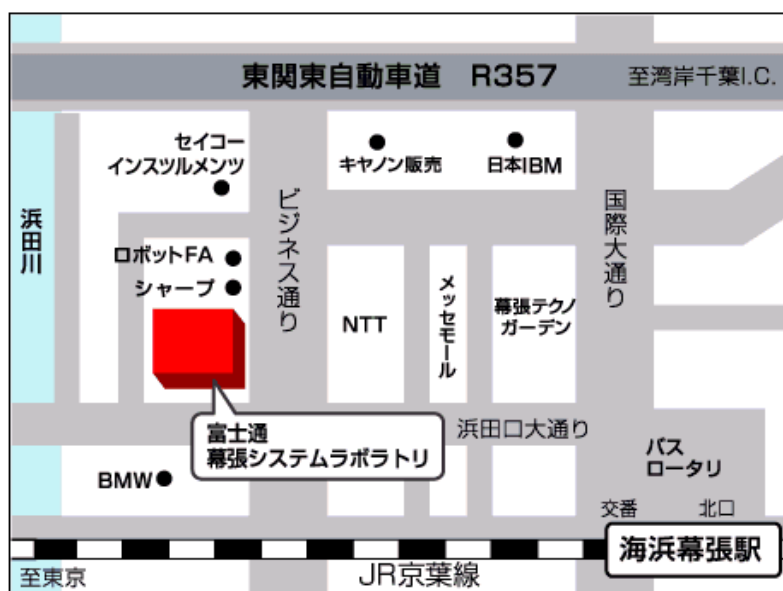 東関東自動車道 R357
至湾岸千葉I.C.
セイコー
インスツルメンツ
キヤノン販売
日本IBM
浜田川
ビジネス通り
国際大通り
ロボットFA
シャープ
NTT
メッセモール
幕張テクノ
ガーデン
富士通
幕張システムラボラトリ
浜田口大通り
バス
ロータリ
BMW
交番
北口
海浜幕張駅
至東京
JR京葉線